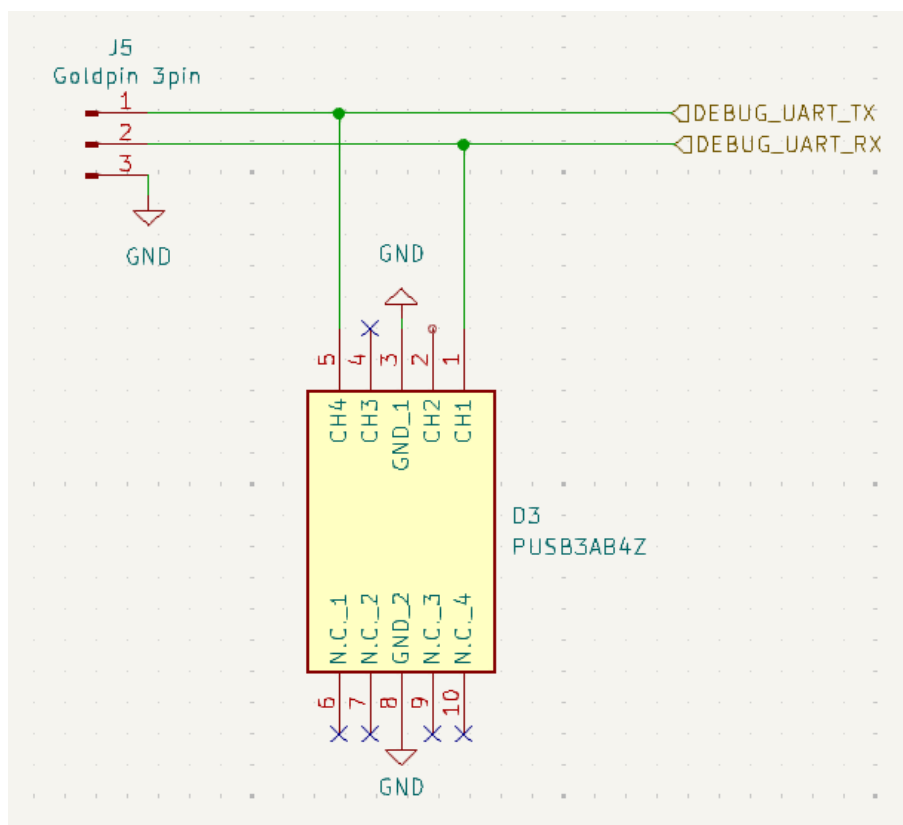 J5
Goldpin 3pin
1
DEBUG_UART_TX
2
DEBUG_UART_RX
3
GND
GND
5
4
3
2
1
CH4
CH3
GND_1
CH2
CH1
D3
PUSB3AB4Z
N.C._1
N.C._2
GND_2
N.C._3
N.C._4
6
7
8
9
10
GND